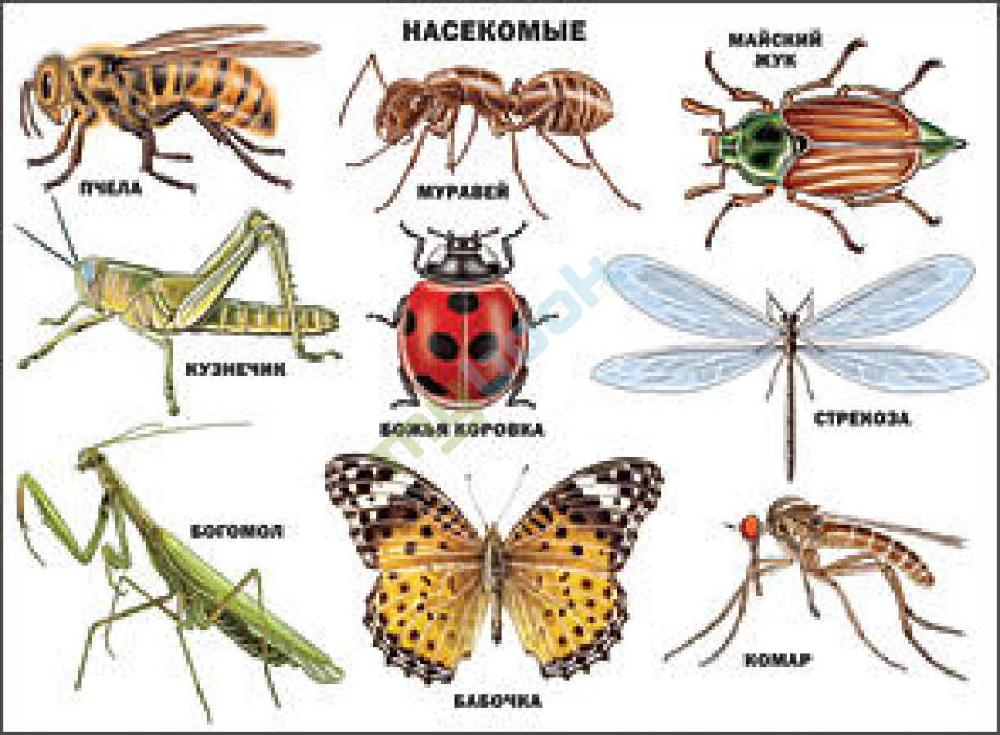 НАСЕКОМЫЕ
МАЙСКИЙ
ЖУК
ПЧЕЛА
МУРАВЕЙ
КУЗНЕЧИК
БОЖЬЯ КОРОВКА
СТРЕКОЗА
БОГОМОЛ
БАБОЧКА
КОМАР